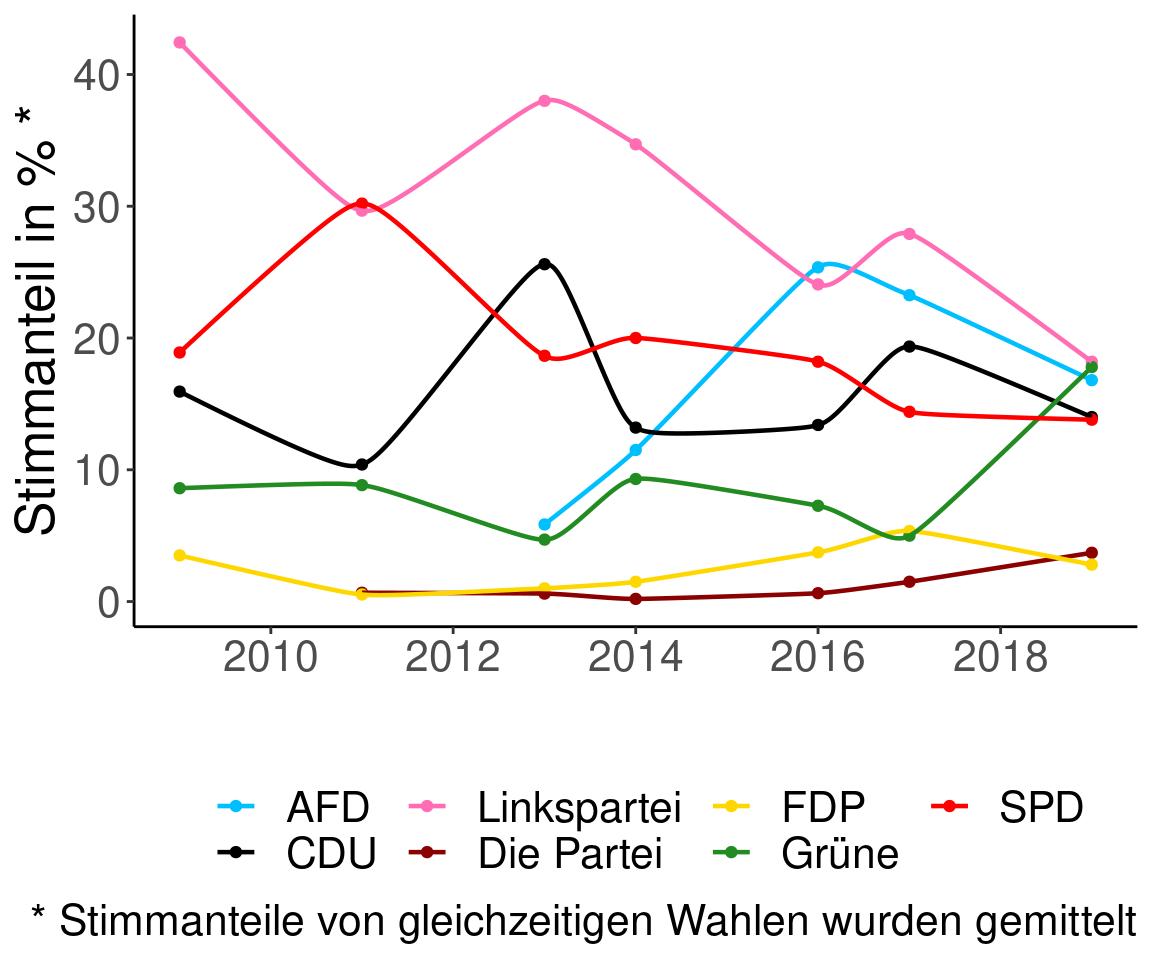 Stimmanteil in % *
40
30
20
10
0
2010 2012 2014 2016 2018
AFD Linkspartei FDP SPD
CDU Die Partei Grüne
* Stimmanteile von gleichzeitigen Wahlen wurden gemittelt